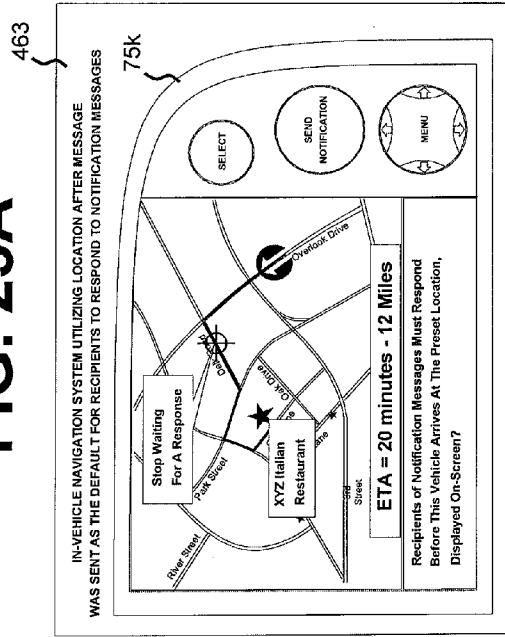 463
IN-VEHICLE NAVIGATION SYSTEM UTILIZING LOCATION AFTER MESSAGE
WAS SENT AS THE DEFAULT FOR RECIPIENTS TO RESPOND TO NOTIFICATION MESSAGES
75k
SELECT
SEND
NOTIFICATION
MENU
Stop Waiting
For A Response
Park Street
River Street
XYZ Italian
Restaurant
Oak Drive
Overlook Drive
Street
ETA = 20 minutes - 12 Miles
Recipients of Notification Messages Must Respond
Before This Vehicle Arrives At The Preset Location,
Displayed On-Screen?